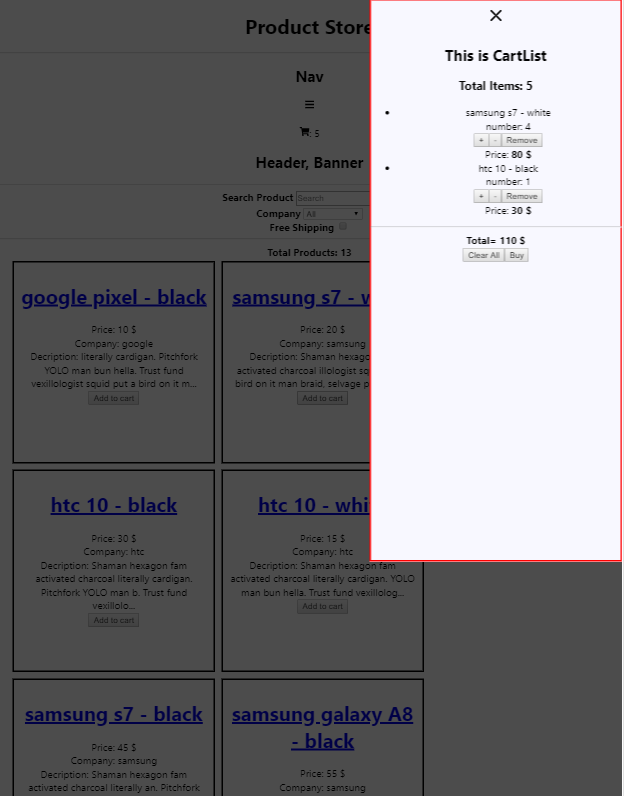 Product Store
Nav
: 5
Header, Banner
Search Product Search
Company All
Free Shipping
Total Products: 13
google pixel - black
Price: 10 $
Company: google
Decription: literally cardigan. Pitchfork
YOLO man bun hella. Trust fund
vexillologist squid put a bird on it m...
Add to cart
samsung s7 - w
Price: 20 $
Company: samsung
Decription: Shaman hexago
activated charcoal illologist sq
bird on it man braid, selvage p
Add to cart
htc 10 - black
Price: 30 $
Company: htc
Decription: Shaman hexagon fam
activated charcoal literally cardigan.
Pitchfork YOLO man b. Trust fund
vexillolo...
Add to cart
htc 10 - whi
Price: 15 $
Company: htc
Decription: Shaman hexagon fam
activated charcoal literally cardigan. YOLO
man bun hella. Trust fund vexillolog...
Add to cart
samsung s7 - black
Price: 45 $
Company: samsung
Decription: Shaman hexagon fam
activated charcoal literally an. Pitchfork
samsung galaxy A8
- black
Price: 55 $
Company: samsung
This is CartList
Total Items: 5
samsung s7 - white
number: 4
+ - Remove
Price: 80 $
htc 10 - black
number: 1
+ - Remove
Price: 30 $
Total= 110 $
Clear All Buy